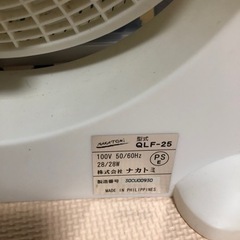 NAKATOMI 型式 QLF-25
100V 50/60Hz
28/28W
PS E
株式会社 ナカトミ
製造番号
MADE IN PHILIPPINES